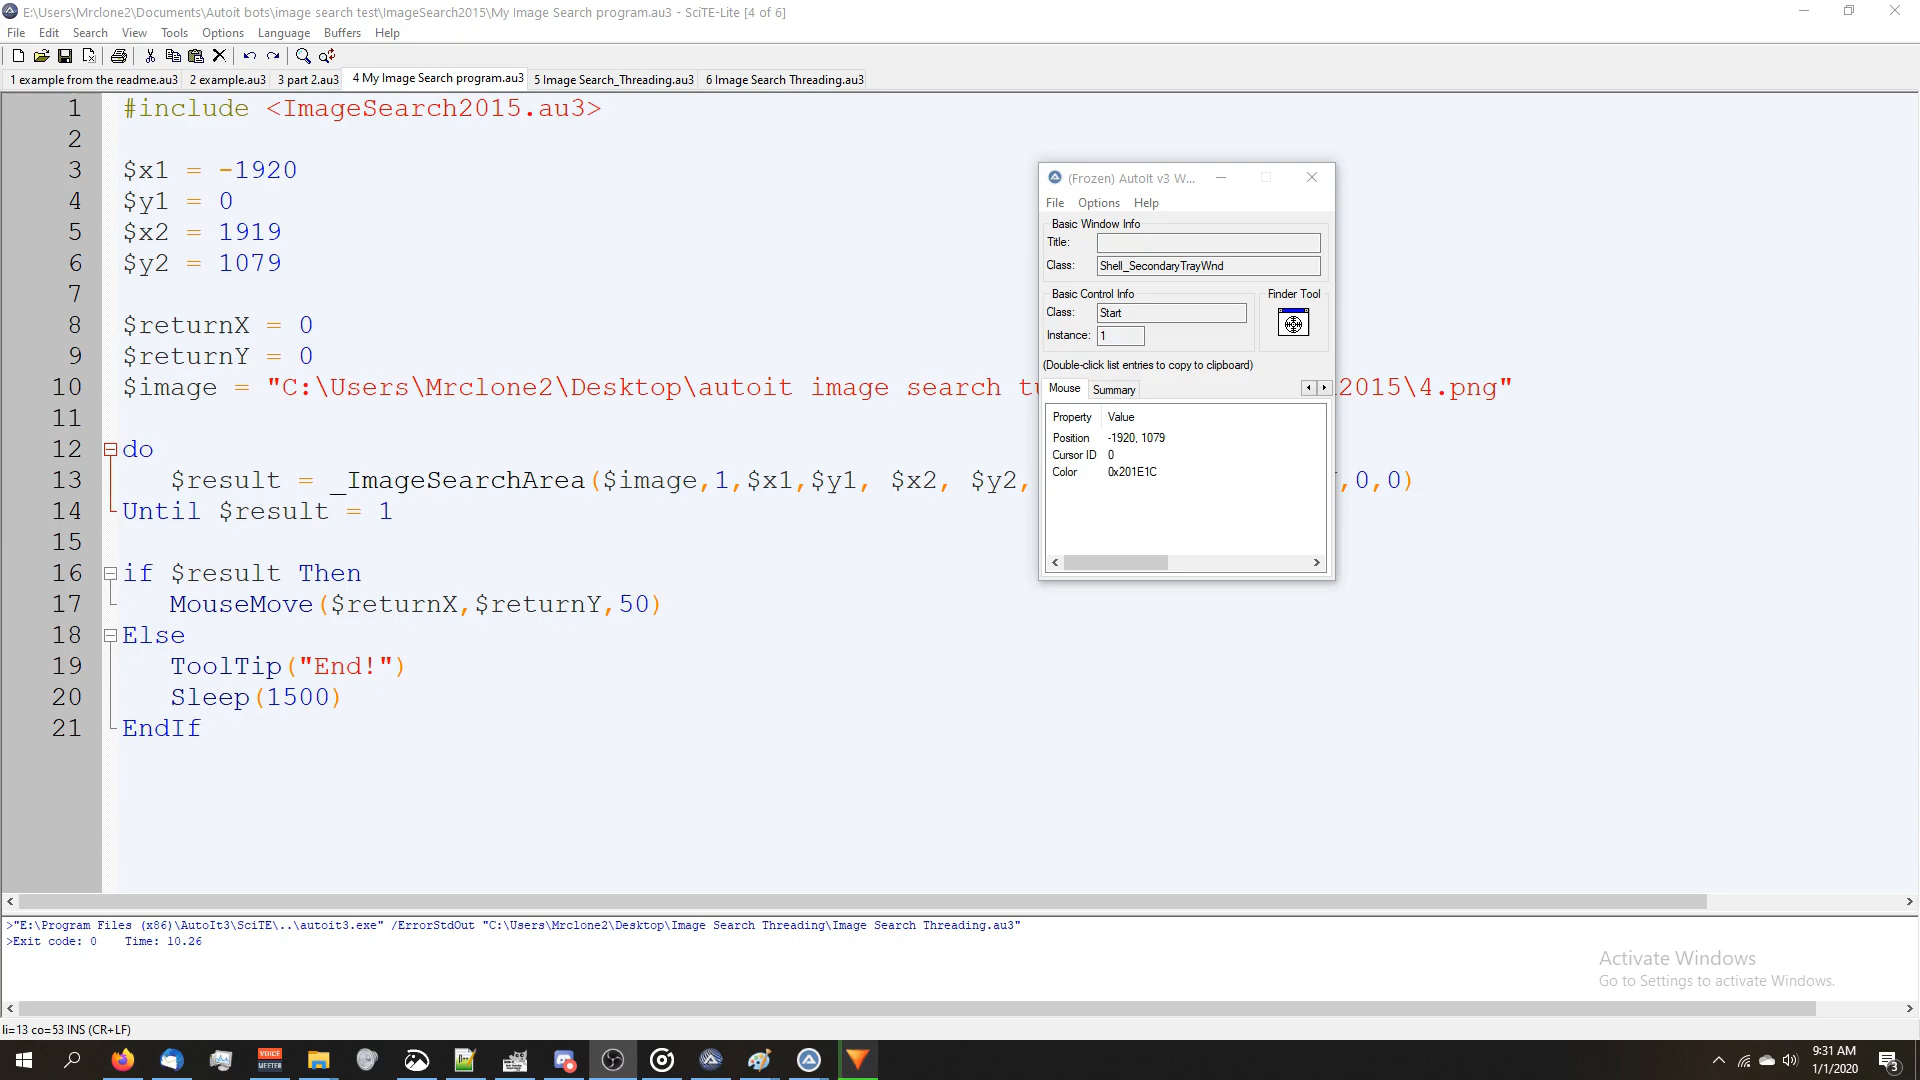 E:\Users\Mrclone2\Documents\Autoit bots\image search test\ImageSearch2015\My Image Search program.au3 - SciTE-Lite [4 of 6]
File Edit Search View Tools Options Language Buffers Help
1 example from the readme.au3 2 example.au3 3 part 2.au3 4 My Image Search program.au3 5 Image Search_Threading.au3 6 Image Search Threading.au3
1 #include <ImageSearch2015.au3>
2
3 $x1 = -1920
4 $y1 = 0
5 $x2 = 1919
6 $y2 = 1079
7
8 $returnX = 0
9 $returnY = 0
10 $image = "C:\Users\Mrclone2\Desktop\autoit image search 2015\4.png"
11
12 do
13 $result = _ImageSearchArea($image,1,$x1,$y1, $x2, $y2, ,0,0)
14 Until $result = 1
15
16 if $result Then
17 MouseMove($returnX,$returnY,50)
18 Else
19 ToolTip("End!")
20 Sleep(1500)
21 EndIf
(Frozen) AutoIt v3 W...
File Options Help
Basic Window Info
Title:
Class: Shell_SecondaryTrayWnd
Basic Control Info Finder Tool
Class: Start
Instance: 1
(Double-click list entries to copy to clipboard)
Mouse Summary
Property Value
Position -1920, 1079
Cursor ID 0
Color 0x201E1C
>"E:\Program Files (x86)\AutoIt3\SciTE\..\autoit3.exe" /ErrorStdOut "C:\Users\Mrclone2\Desktop\Image Search Threading\Image Search Threading.au3"
>Exit code: 0 Time: 10.26
Activate Windows
Go to Settings to activate Windows.
li=13 co=53 INS (CR+LF)
VOICE
MEETER
9:31 AM
1/1/2020
3